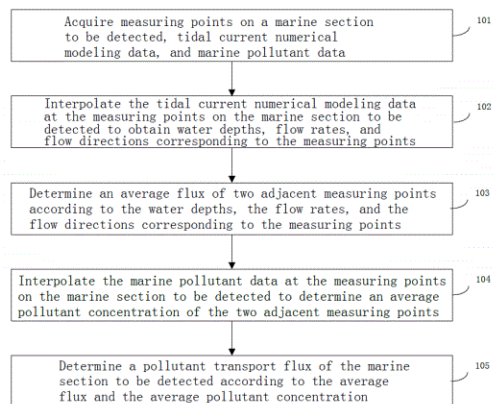 Acquire measuring points on a marine section
to be detected, tidal current numerical
modeling data, and marine pollutant data
101
Interpolate the tidal current numerical modeling data
at the measuring points on the marine section to be
detected to obtain water depths, flow rates, and
flow directions corresponding to the measuring points
102
Determine an average flux of two adjacent measuring points
according to the water depths, the flow rates, and the
flow directions corresponding to the measuring points
103
Interpolate the marine pollutant data at the measuring points
on the marine section to be detected to determine an average
pollutant concentration of the two adjacent measuring points
104
Determine a pollutant transport flux of the marine
section to be detected according to the average
flux and the average pollutant concentration
105